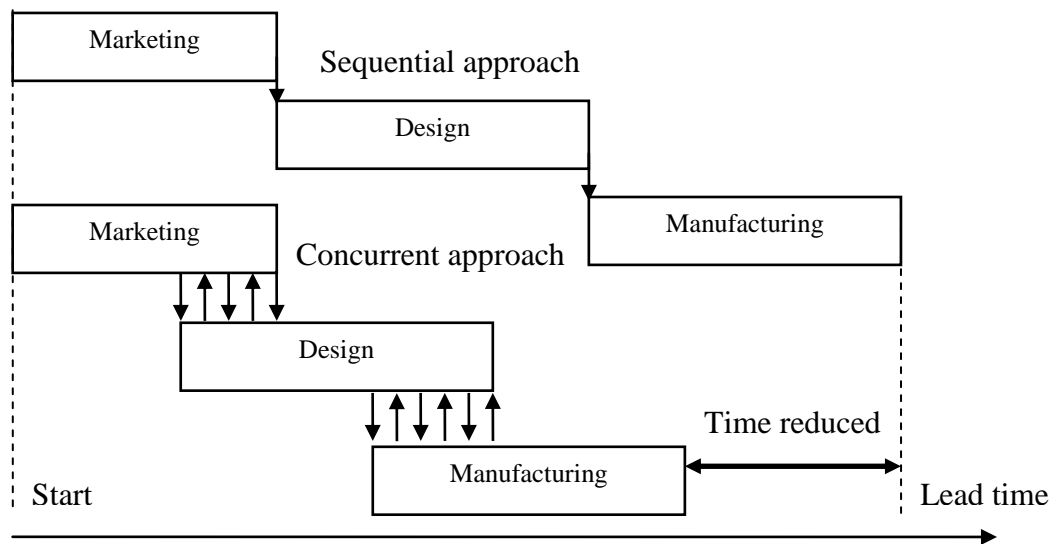 Marketing
Sequential approach
Design
Manufacturing
Marketing
Concurrent approach
Design
Time reduced
Manufacturing
Start
Lead time